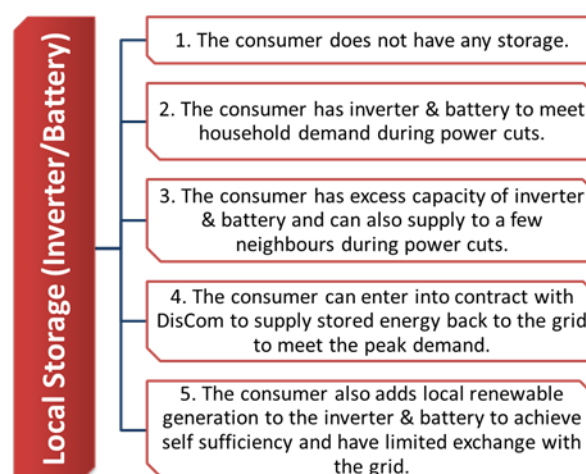 Local Storage (Inverter/Battery)
1. The consumer does not have any storage.
2. The consumer has inverter & battery to meet
household demand during power cuts.
3. The consumer has excess capacity of inverter
& battery and can also supply to a few
neighbours during power cuts.
4. The consumer can enter into contract with
DisCom to supply stored energy back to the grid
to meet the peak demand.
5. The consumer also adds local renewable
generation to the inverter & battery to achieve
self sufficiency and have limited exchange with
the grid.